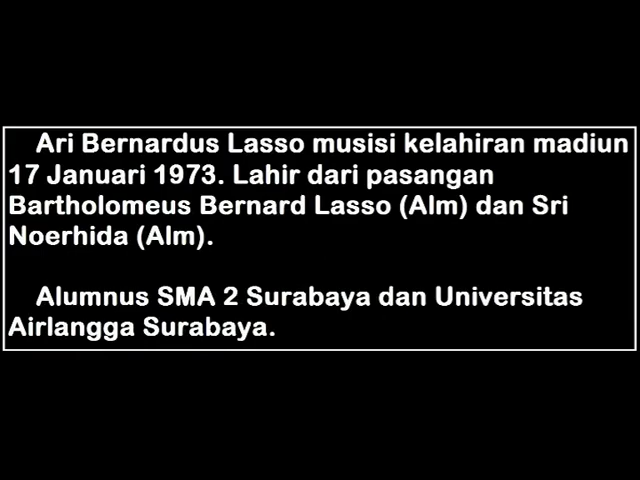 Ari Bernardus Lasso musisi kelahiran madiun
17 Januari 1973. Lahir dari pasangan
Bartholomeus Bernard Lasso (Alm) dan Sri
Noerhida (Alm).
Alumnus SMA 2 Surabaya dan Universitas
Airlangga Surabaya.